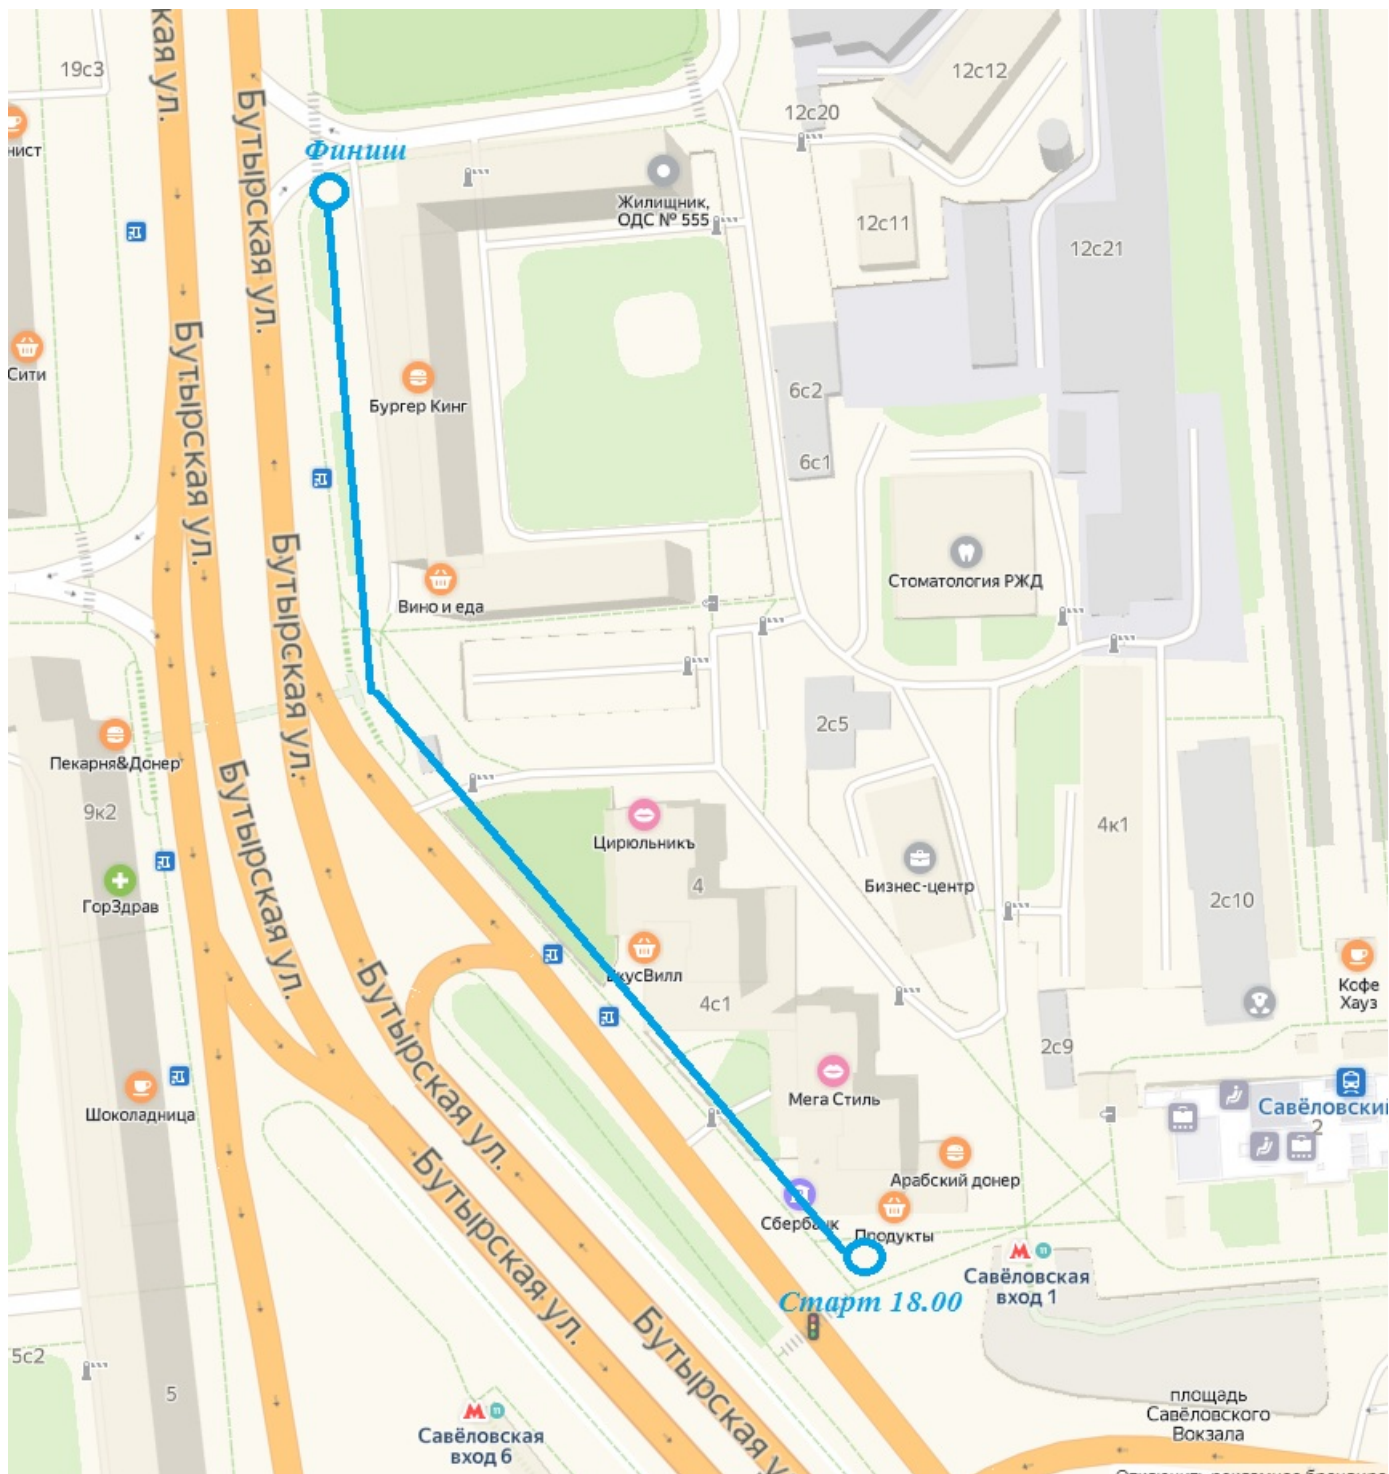 кая ул.
19с3
Бутырская ул.
12с12
12с20
нист
Финиш
Жилищник,
ОДС № 555
12с11
12с21
Бутырская ул.
Сити
Бургер Кинг
6с2
6с1
Бутырская ул.
Стоматология РЖД
Вино и еда
2с5
Пекарня&Донер
Бутырская ул.
9к2
Цирюльникъ
4к1
4
Бизнес-центр
ГорЗдрав
2с10
Бутырская ул.
ВкусВилл
4с1
Кофе
Хауз
2с9
Шоколадница
Мега Стиль
Савёловский
2
Бутырская ул.
Арабский донер
Сбербанк
Продукты
11
Савёловская
вход 1
Старт 18.00
Бутырская ул.
5с2
5
11
Савёловская
вход 6
площадь
Савёловского
Вокзала